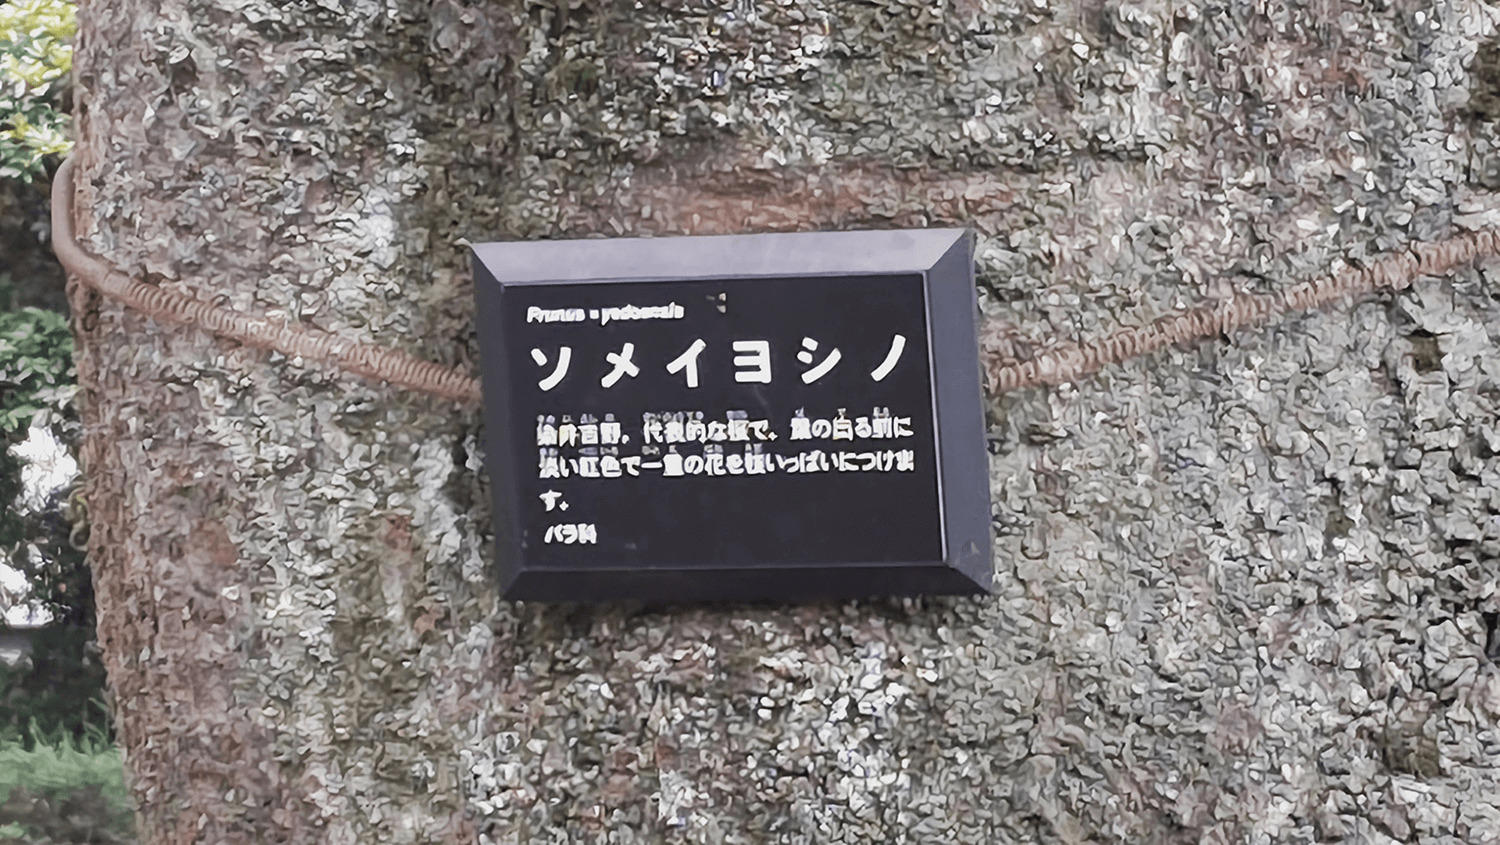 Prunus × yedoensis
ソメイヨシノ
染井吉野。代表的な桜で、葉の出る前に
淡い紅色で一重の花を枝いっぱいにつけま
す。
バラ科